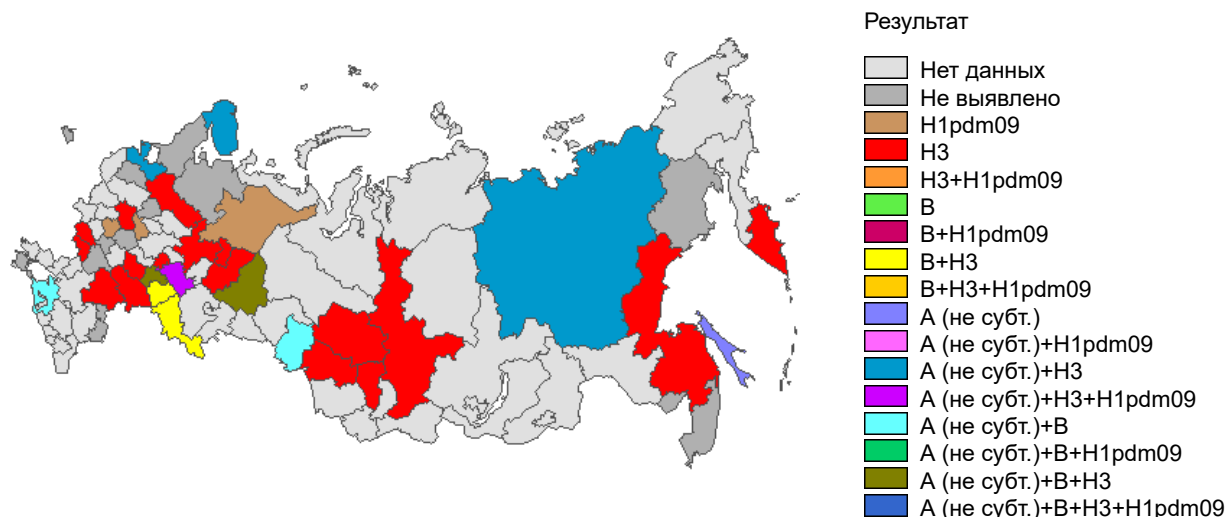 Результат
Нет данных
Не выявлено
H1pdm09
H3
H3+H1pdm09
B
B+H1pdm09
B+H3
B+H3+H1pdm09
А (не субт.)
А (не субт.)+H1pdm09
А (не субт.)+H3
А (не субт.)+H3+H1pdm09
А (не субт.)+B
А (не субт.)+B+H1pdm09
А (не субт.)+B+H3
А (не субт.)+B+H3+H1pdm09